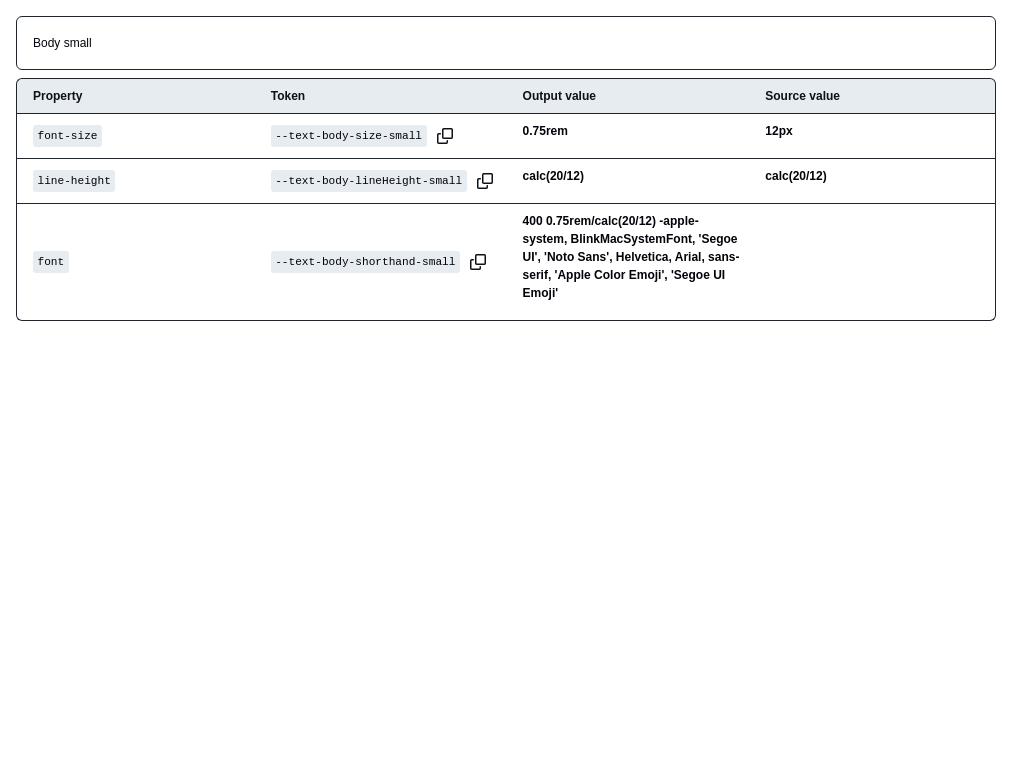 Body small
Property Token Output value Source value
font-size --text-body-size-small 0.75rem 12px
line-height --text-body-lineHeight-small calc(20/12) calc(20/12)
font --text-body-shorthand-small 400 0.75rem/calc(20/12) -apple-
system, BlinkMacSystemFont, 'Segoe
UI', 'Noto Sans', Helvetica, Arial, sans-
serif, 'Apple Color Emoji', 'Segoe UI
Emoji'